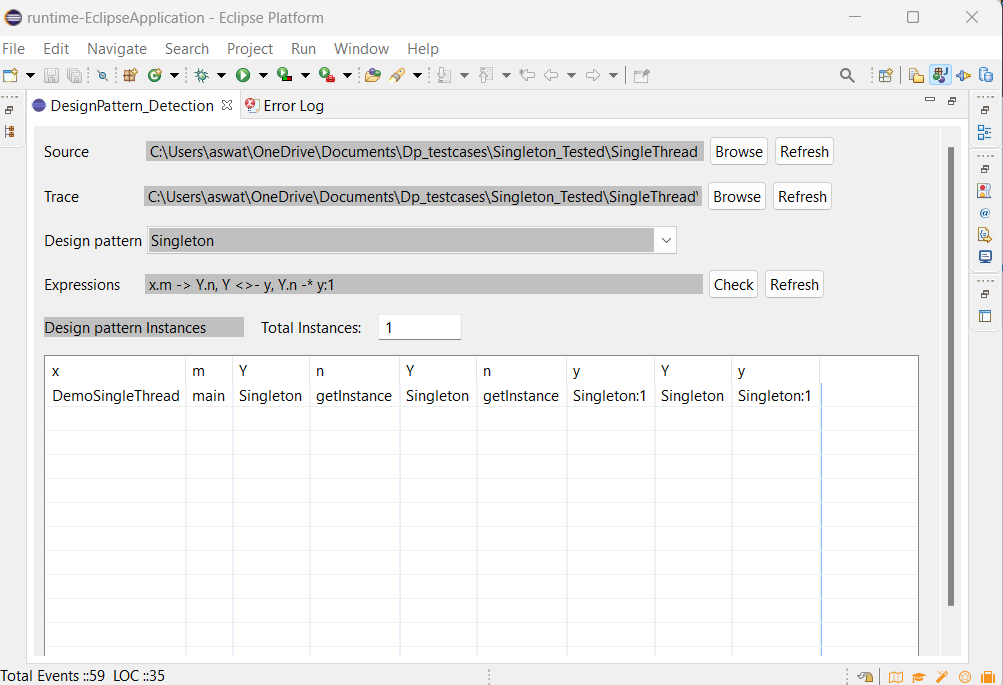 runtime-EclipseApplication - Eclipse Platform
File Edit Navigate Search Project Run Window Help
DesignPattern_Detection Error Log
Source C:\Users\aswat\OneDrive\Documents\Dp_testcases\Singleton_Tested\SingleThread Browse Refresh
Trace C:\Users\aswat\OneDrive\Documents\Dp_testcases\Singleton_Tested\SingleThread\ Browse Refresh
Design pattern Singleton
Expressions x.m -> Y.n, Y <>- y, Y.n -* y:1 Check Refresh
Design pattern Instances Total Instances: 1
x m Y n Y n y Y y
DemoSingleThread main Singleton getInstance Singleton getInstance Singleton:1 Singleton Singleton:1
Total Events ::59 LOC ::35